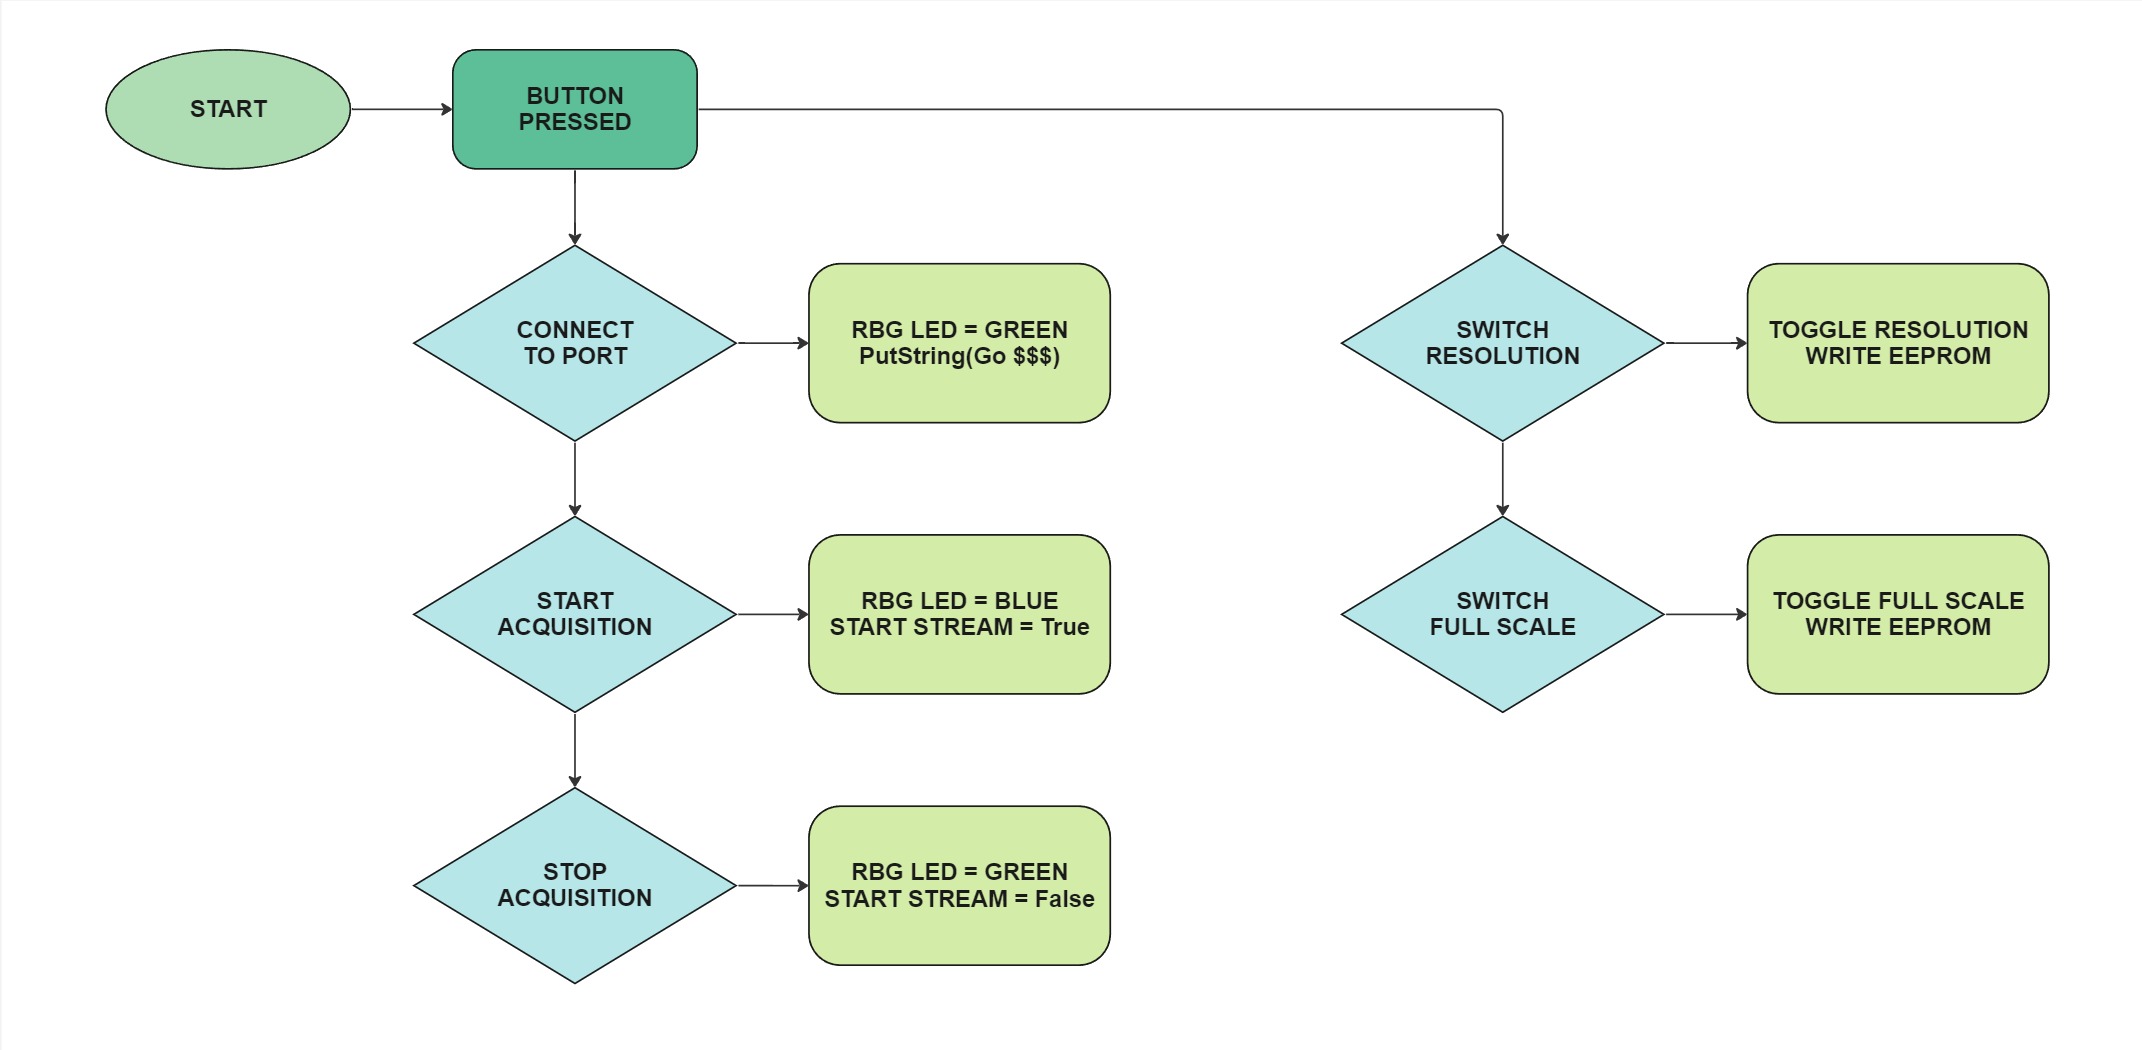 START
BUTTON
PRESSED
CONNECT
TO PORT
RBG LED = GREEN
PutString(Go $$$)
SWITCH
RESOLUTION
TOGGLE RESOLUTION
WRITE EEPROM
START
ACQUISITION
RBG LED = BLUE
START STREAM = True
SWITCH
FULL SCALE
TOGGLE FULL SCALE
WRITE EEPROM
STOP
ACQUISITION
RBG LED = GREEN
START STREAM = False